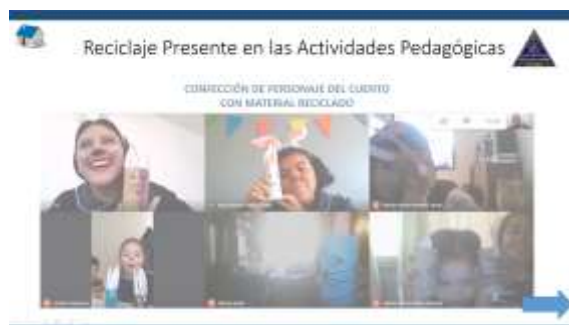 Reciclaje Presente en las Actividades Pedagógicas
CONFECCIÓN DE PERSONAJE DEL CUENTO
CON MATERIAL RECICLADO